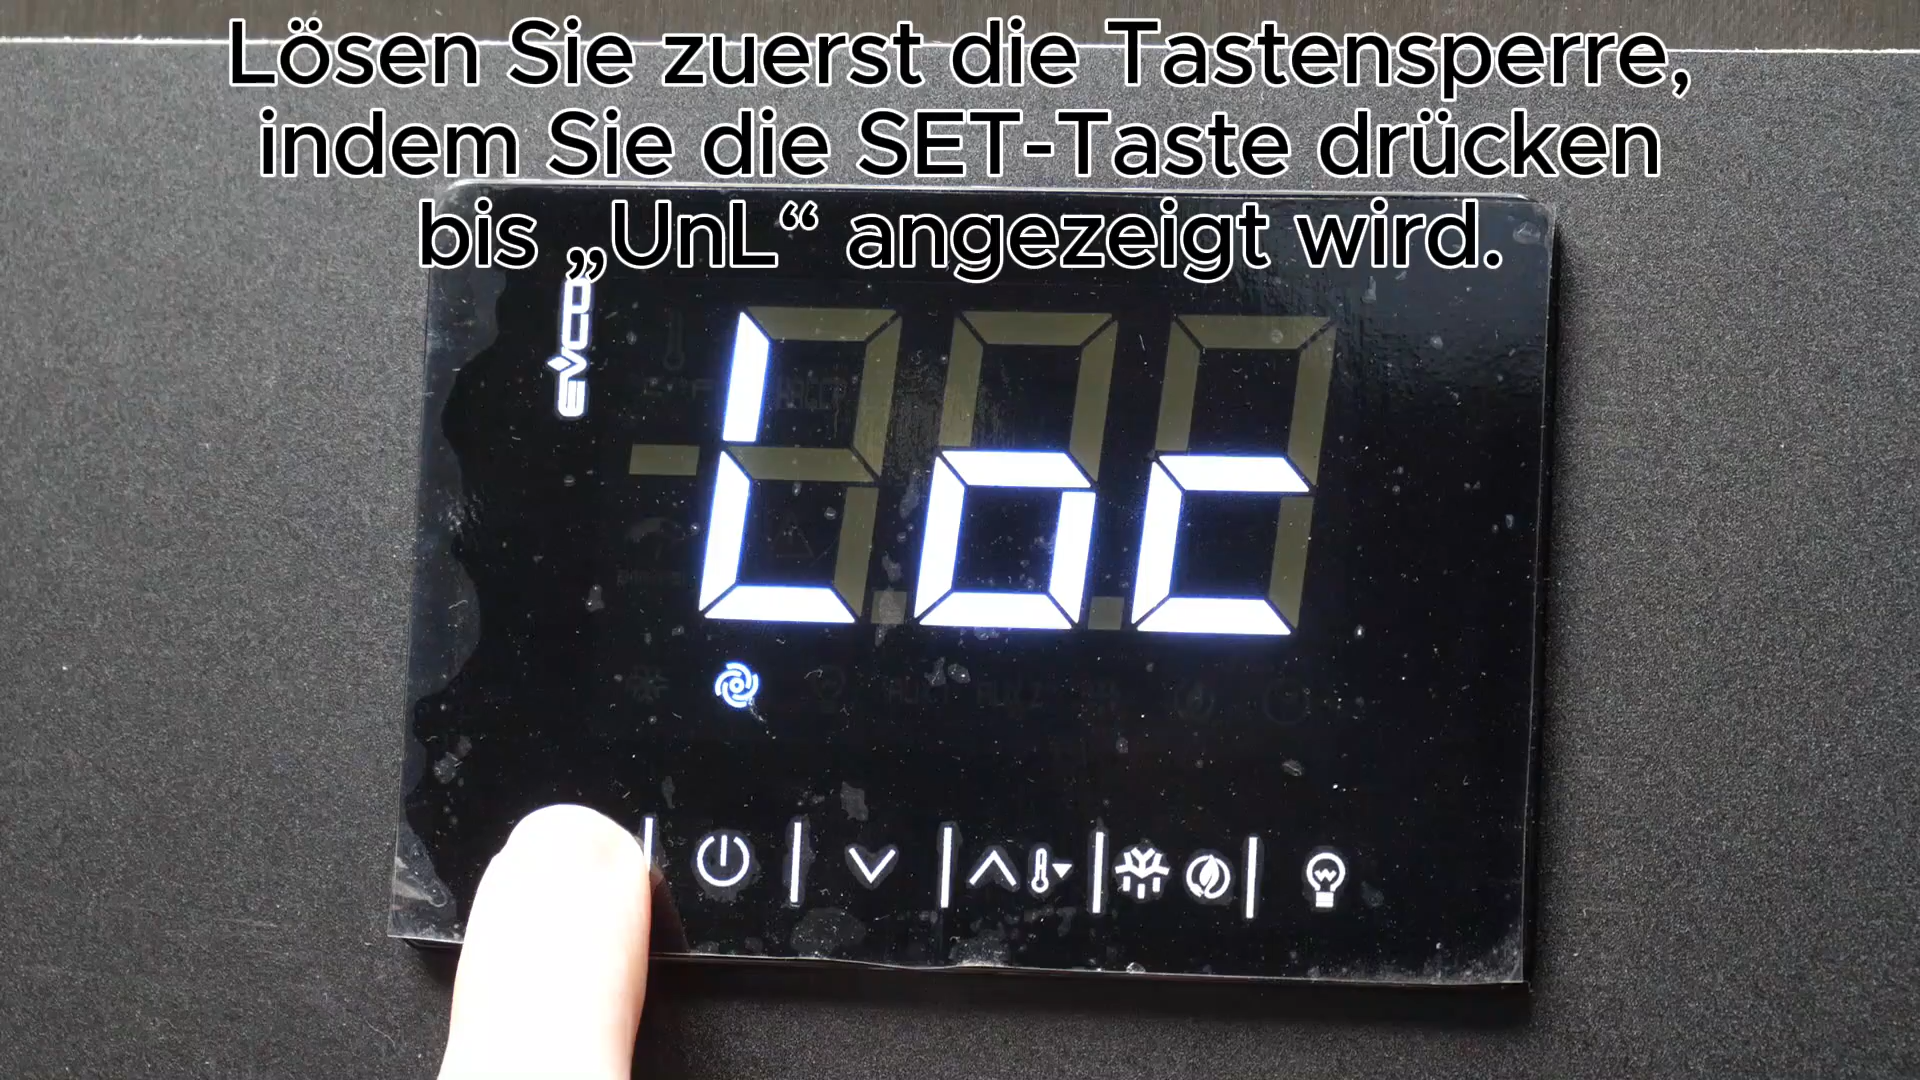 Lösen Sie zuerst die Tastensperre,
indem Sie die SET-Taste drücken
bis „UnL“ angezeigt wird.
EVCO
Loc